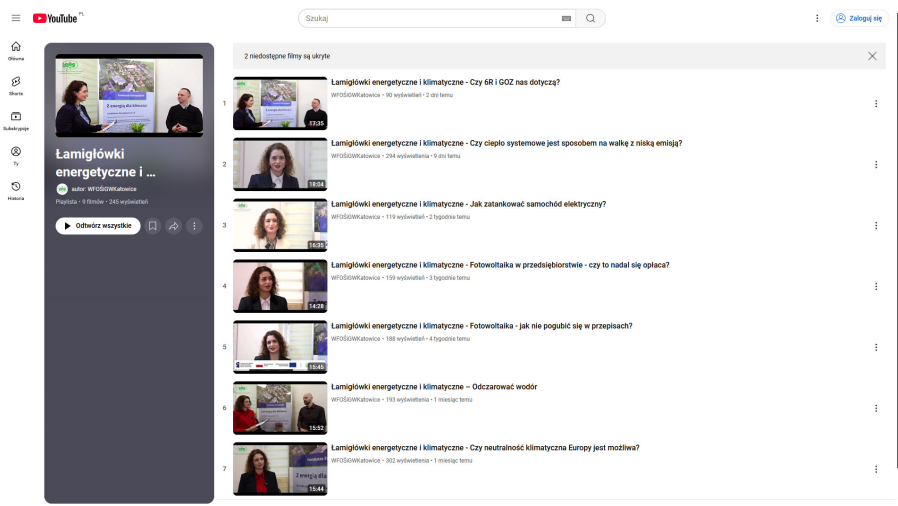 YouTube PL
Szukaj
Zaloguj się
Główna
Shorts
Subskrypcje
Ty
Historia
Łamigłówki
energetyczne i ...
autor: WFOŚIGWKatowice
Playlista • 9 filmów • 245 wyświetleń
Odtwórz wszystkie
2 niedostępne filmy są ukryte
1
17:35
Łamigłówki energetyczne i klimatyczne - Czy 6R i GOZ nas dotyczą?
WFOŚIGWKatowice • 90 wyświetleń • 2 dni temu
2
18:04
Łamigłówki energetyczne i klimatyczne - Czy ciepło systemowe jest sposobem na walkę z niską emisją?
WFOŚIGWKatowice • 294 wyświetlenia • 9 dni temu
3
16:35
Łamigłówki energetyczne i klimatyczne - Jak zatankować samochód elektryczny?
WFOŚIGWKatowice • 119 wyświetleń • 2 tygodnie temu
4
14:28
Łamigłówki energetyczne i klimatyczne - Fotowoltaika w przedsiębiorstwie - czy to nadal się opłaca?
WFOŚIGWKatowice • 159 wyświetleń • 3 tygodnie temu
5
15:45
Łamigłówki energetyczne i klimatyczne - Fotowoltaika - jak nie pogubić się w przepisach?
WFOŚIGWKatowice • 188 wyświetleń • 4 tygodnie temu
6
15:52
Łamigłówki energetyczne i klimatyczne – Odczarować wodór
WFOŚIGWKatowice • 193 wyświetlenia • 1 miesiąc temu
7
2 energią dla
15:44
Łamigłówki energetyczne i klimatyczne - Czy neutralność klimatyczna Europy jest możliwa?
WFOŚIGWKatowice • 302 wyświetlenia • 1 miesiąc temu